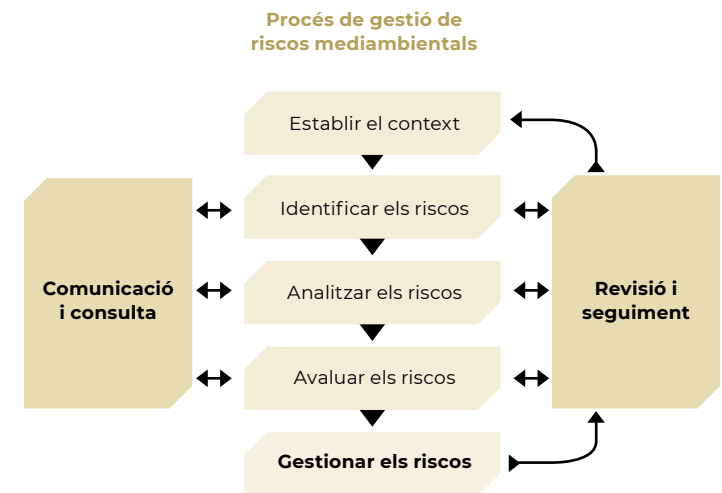 Procés de gestió de
riscos mediambientals
Establir el context
Identificar els riscos
Comunicació
i consulta
Analitzar els riscos
Revisió i
seguiment
Avaluar els riscos
Gestionar els riscos